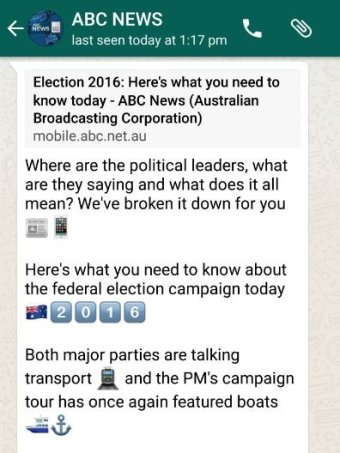 ABC NEWS
last seen today at 1:17 pm
Election 2016: Here's what you need to
know today - ABC News (Australian
Broadcasting Corporation)
mobile.abc.net.au
Where are the political leaders, what
are they saying and what does it all
mean? We've broken it down for you
📰📱
Here's what you need to know about
the federal election campaign today
🇦🇺2️⃣0️⃣1️⃣6️⃣
Both major parties are talking
transport 🚆 and the PM's campaign
tour has once again featured boats
🛥⚓